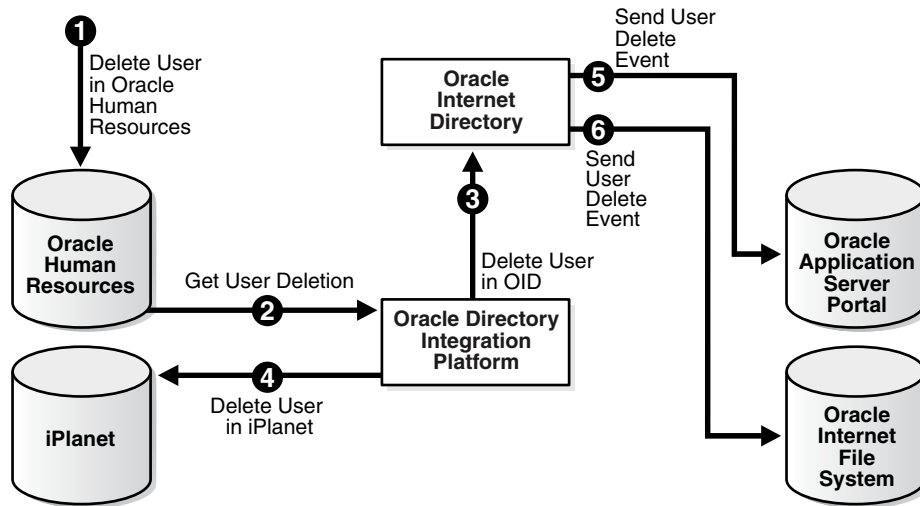 1
Delete User
in Oracle
Human
Resources
Oracle
Human
Resources
Get User Deletion
2
Oracle Directory
Integration
Platform
3
Delete User
in OID
Oracle
Internet
Directory
4
Delete User
in iPlanet
iPlanet
Send User
Delete
Event
5
6
Send
User
Delete
Event
Oracle
Application
Server
Portal
Oracle
Internet
File
System